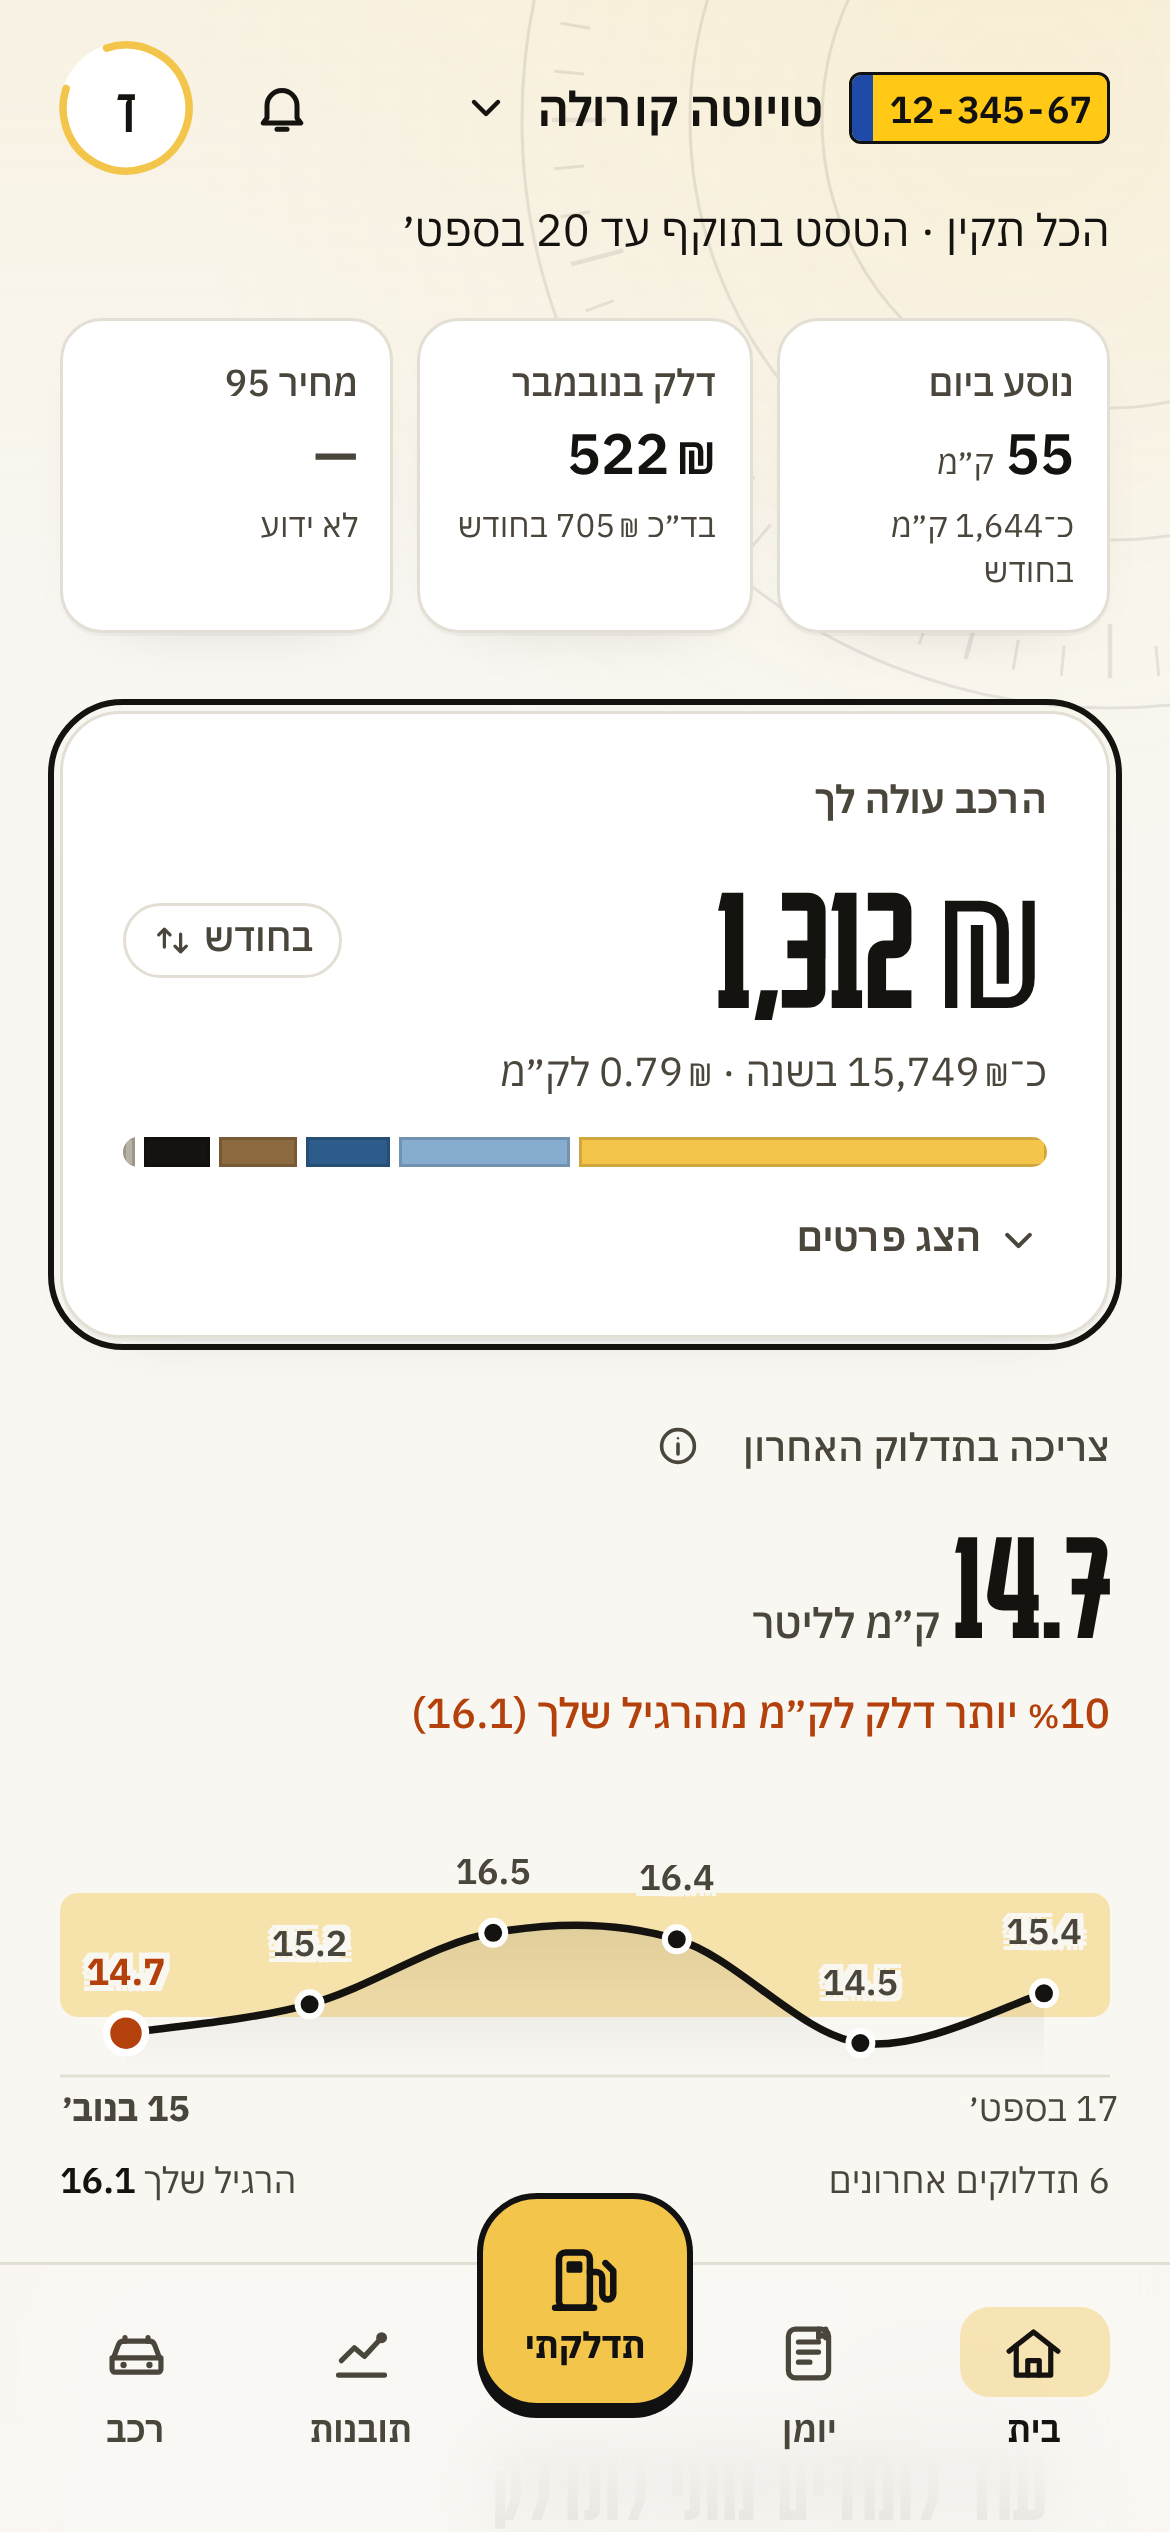 12-345-67 טויוטה קורולה
ך
הכל תקין · הטסט בתוקף עד 20 בספט׳
נוסע ביום
55 ק״מ
כ־1,644 ק״מ
בחודש
דלק בנובמבר
₪ 522
בד״כ ₪ 705 בחודש
מחיר 95
—
לא ידוע
הרכב עולה לך
₪ 1,312
בחודש
כ־₪ 15,749 בשנה · ₪ 0.79 לק״מ
הצג פרטים
צריכה בתדלוק האחרון
14.7 ק״מ לליטר
10% יותר דלק לק״מ מהרגיל שלך (16.1)
15.4
14.5
16.4
16.5
15.2
14.7
17 בספט׳
15 בנוב׳
6 תדלוקים אחרונים
הרגיל שלך 16.1
בית
יומן
תדלקתי
תובנות
רכב